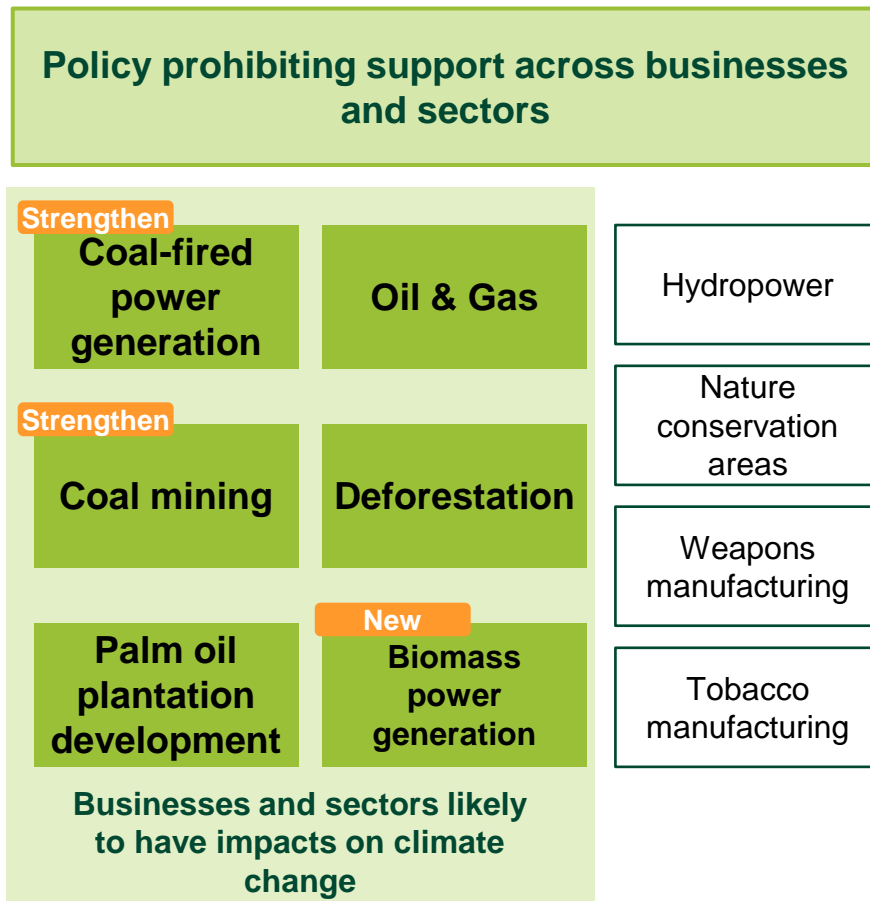 Policy prohibiting support across businesses
and sectors
Strengthen
Coal-fired
power
generation
Oil & Gas
Hydropower
Strengthen
Coal mining
Deforestation
Nature
conservation
areas
Weapons
manufacturing
Palm oil
plantation
development
New
Biomass
power
generation
Tobacco
manufacturing
Businesses and sectors likely
to have impacts on climate
change